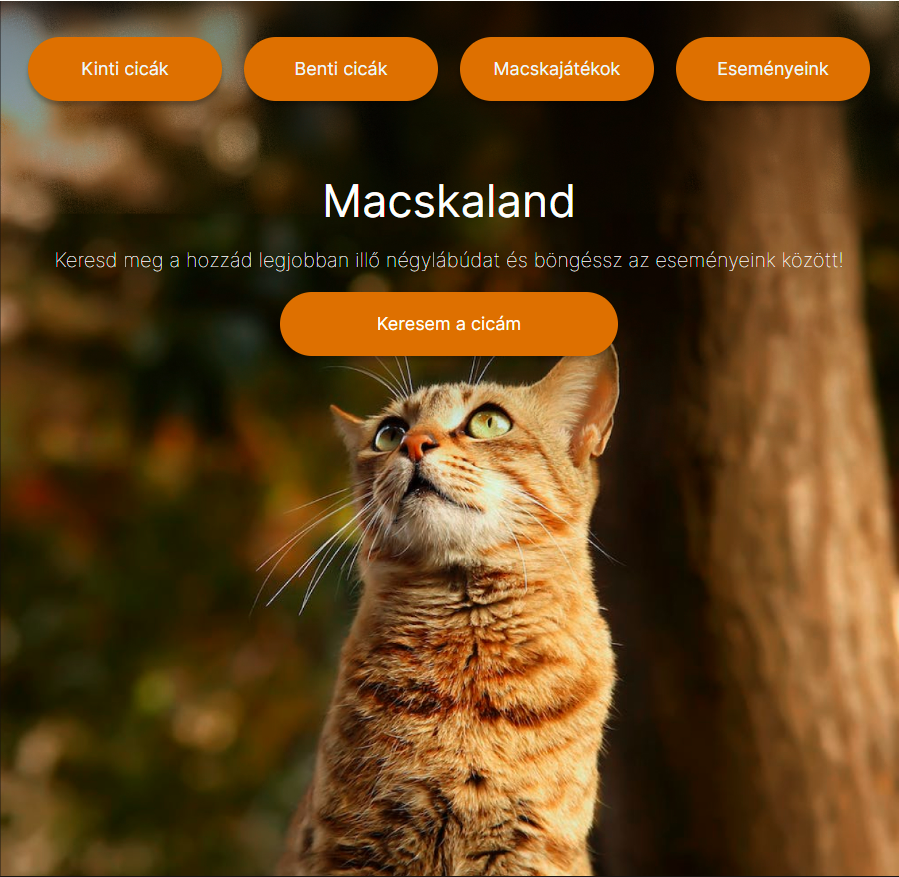 Kinti cicák
Benti cicák
Macskajátékok
Eseményeink
Macskaland
Keresd meg a hozzád legjobban illő négylábúdat és böngéssz az eseményeink között!
Keresem a cicám